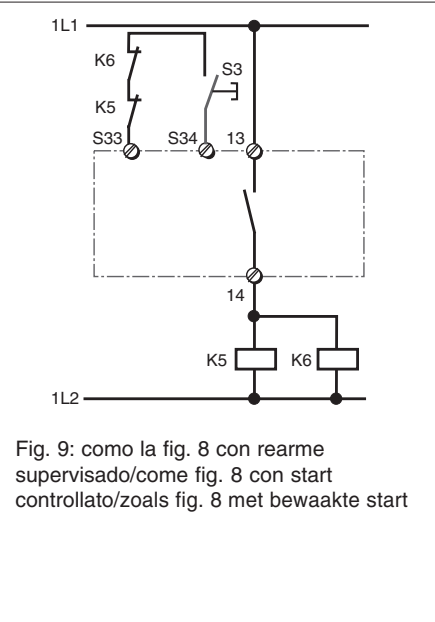 1L1
K6
S3
K5
S33
S34
13
14
K5
K6
1L2
Fig. 9: como la fig. 8 con rearme
supervisado/come fig. 8 con start
controllato/zoals fig. 8 met bewaakte start